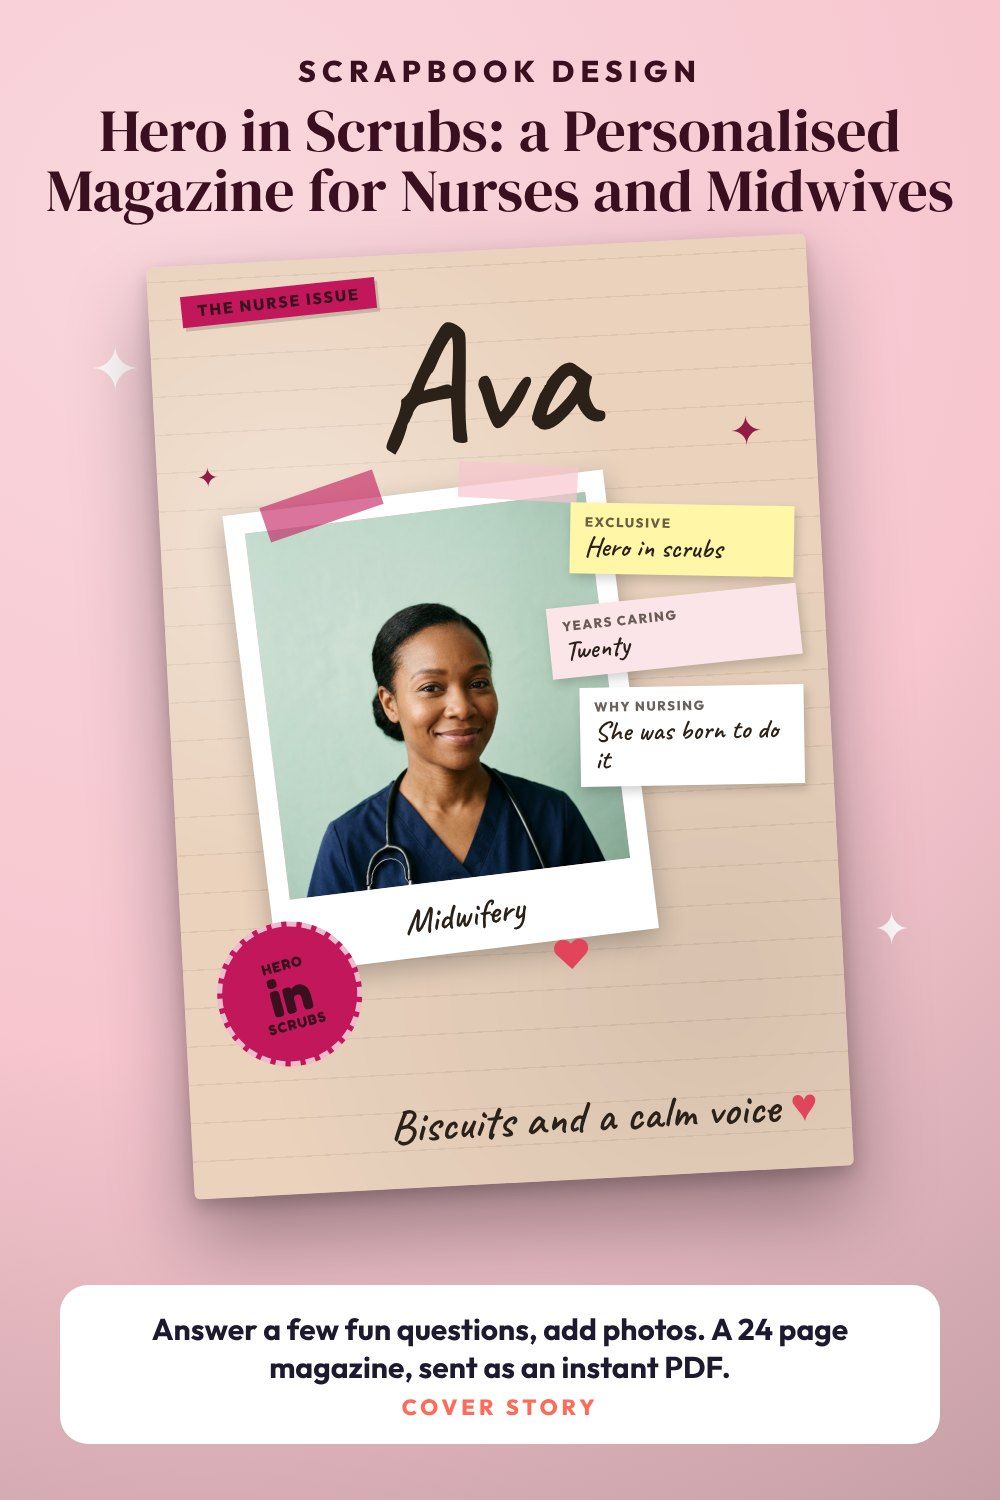 SCRAPBOOK DESIGN
Hero in Scrubs: a Personalised
Magazine for Nurses and Midwives
THE NURSE ISSUE
Ava
EXCLUSIVE
Hero in scrubs
YEARS CARING
Twenty
WHY NURSING
She was born to do
it
Midwifery
HERO
in
SCRUBS
Biscuits and a calm voice ♥
Answer a few fun questions, add photos. A 24 page
magazine, sent as an instant PDF.
COVER STORY